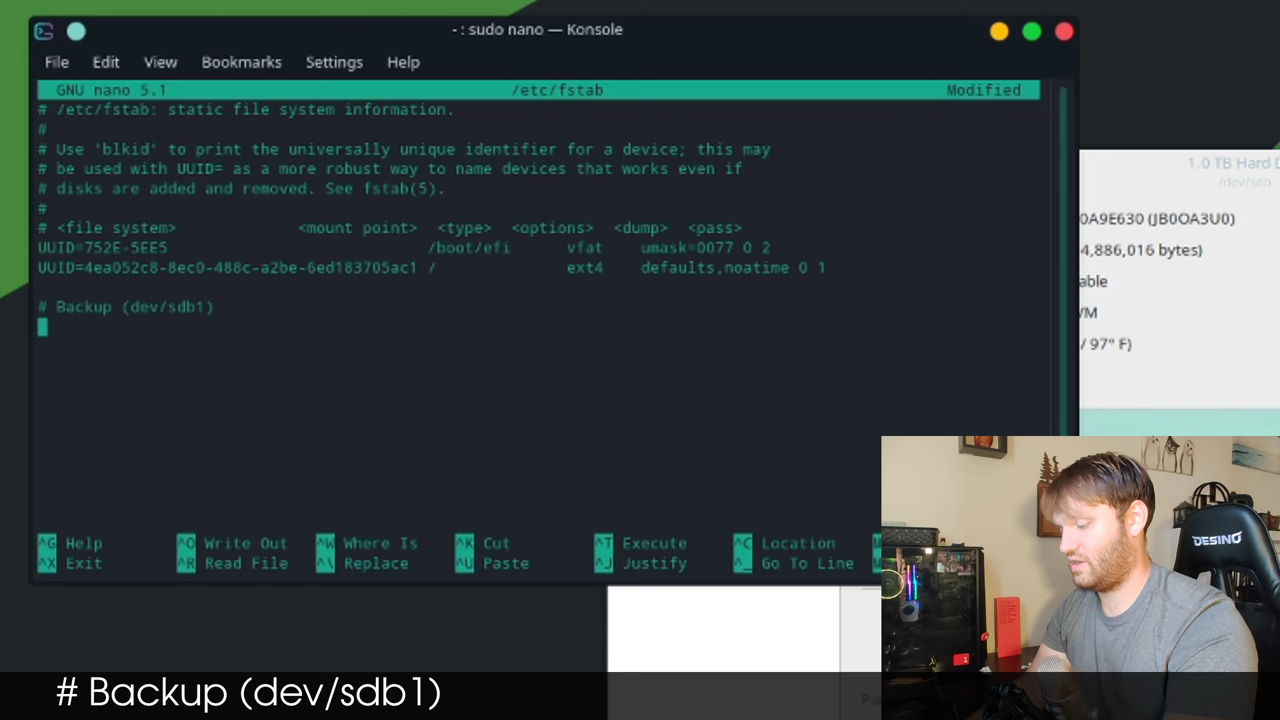 - : sudo nano — Konsole
File Edit View Bookmarks Settings Help
GNU nano 5.1 /etc/fstab Modified
# /etc/fstab: static file system information.
#
# Use 'blkid' to print the universally unique identifier for a device; this may
# be used with UUID= as a more robust way to name devices that works even if
# disks are added and removed. See fstab(5).
#
# <file system> <mount point> <type> <options> <dump> <pass>
UUID=752E-5EE5 /boot/efi vfat umask=0077 0 2
UUID=4ea052c8-8ec0-488c-a2be-6ed183705ac1 / ext4 defaults,noatime 0 1
# Backup (dev/sdb1)
^G Help ^O Write Out ^W Where Is ^K Cut ^T Execute ^C Location
^X Exit ^R Read File ^\ Replace ^U Paste ^J Justify ^_ Go To Line
1.0 TB Hard D
/dev/sda
0A9E630 (JB0OA3U0)
4,886,016 bytes)
able
/M
/ 97° F)
DESINO
# Backup (dev/sdb1)